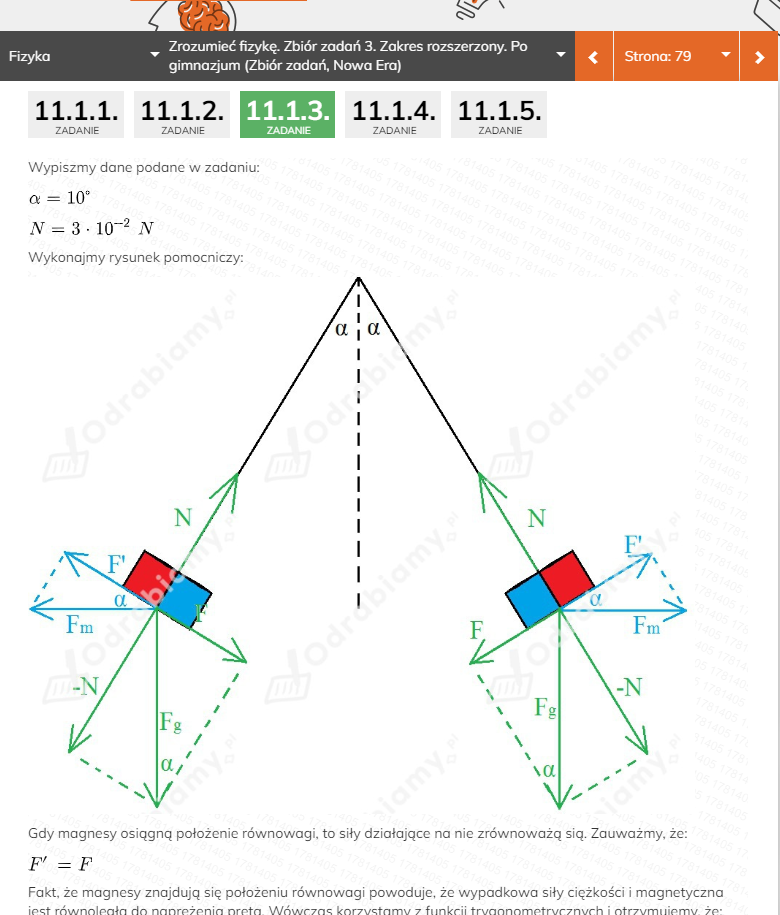 Fizyka
Zrozumieć fizykę. Zbiór zadań 3. Zakres rozszerzony. Po
gimnazjum (Zbiór zadań, Nowa Era)
Strona: 79
11.1.1. 11.1.2. 11.1.3. 11.1.4. 11.1.5.
ZADANIE ZADANIE ZADANIE ZADANIE ZADANIE
Wypiszmy dane podane w zadaniu:
α = 10°
N = 3 · 10⁻² N
Wykonajmy rysunek pomocniczy:
α α
N N
F' F'
α α
F F
Fm Fm
-N -N
Fg Fg
α α
Gdy magnesy osiągną położenie równowagi, to siły działające na nie zrównoważą sią. Zauważmy, że:
F' = F
Fakt, że magnesy znajdują się położeniu równowagi powoduje, że wypadkowa siły ciężkości i magnetyczna
jest równoległa do naprężenia pręta. Wówczas korzystamy z funkcji trygonometrycznych i otrzymujemy, że:
Odrabiamy.pl